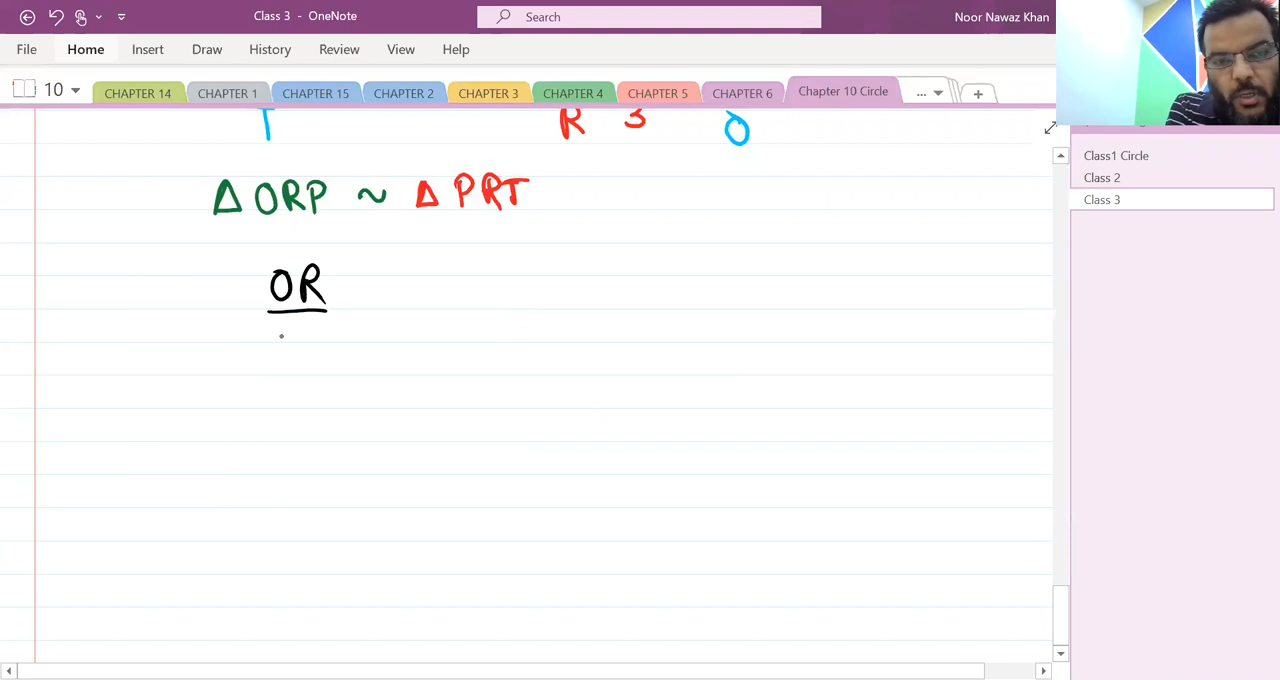 Class 3 - OneNote
Search
Noor Nawaz Khan
File Home Insert Draw History Review View Help
10 CHAPTER 14 CHAPTER 1 CHAPTER 15 CHAPTER 2 CHAPTER 3 CHAPTER 4 CHAPTER 5 CHAPTER 6 Chapter 10 Circle ... +
T R 3 O
Δ ORP ~ Δ PRT
OR
Class1 Circle
Class 2
Class 3